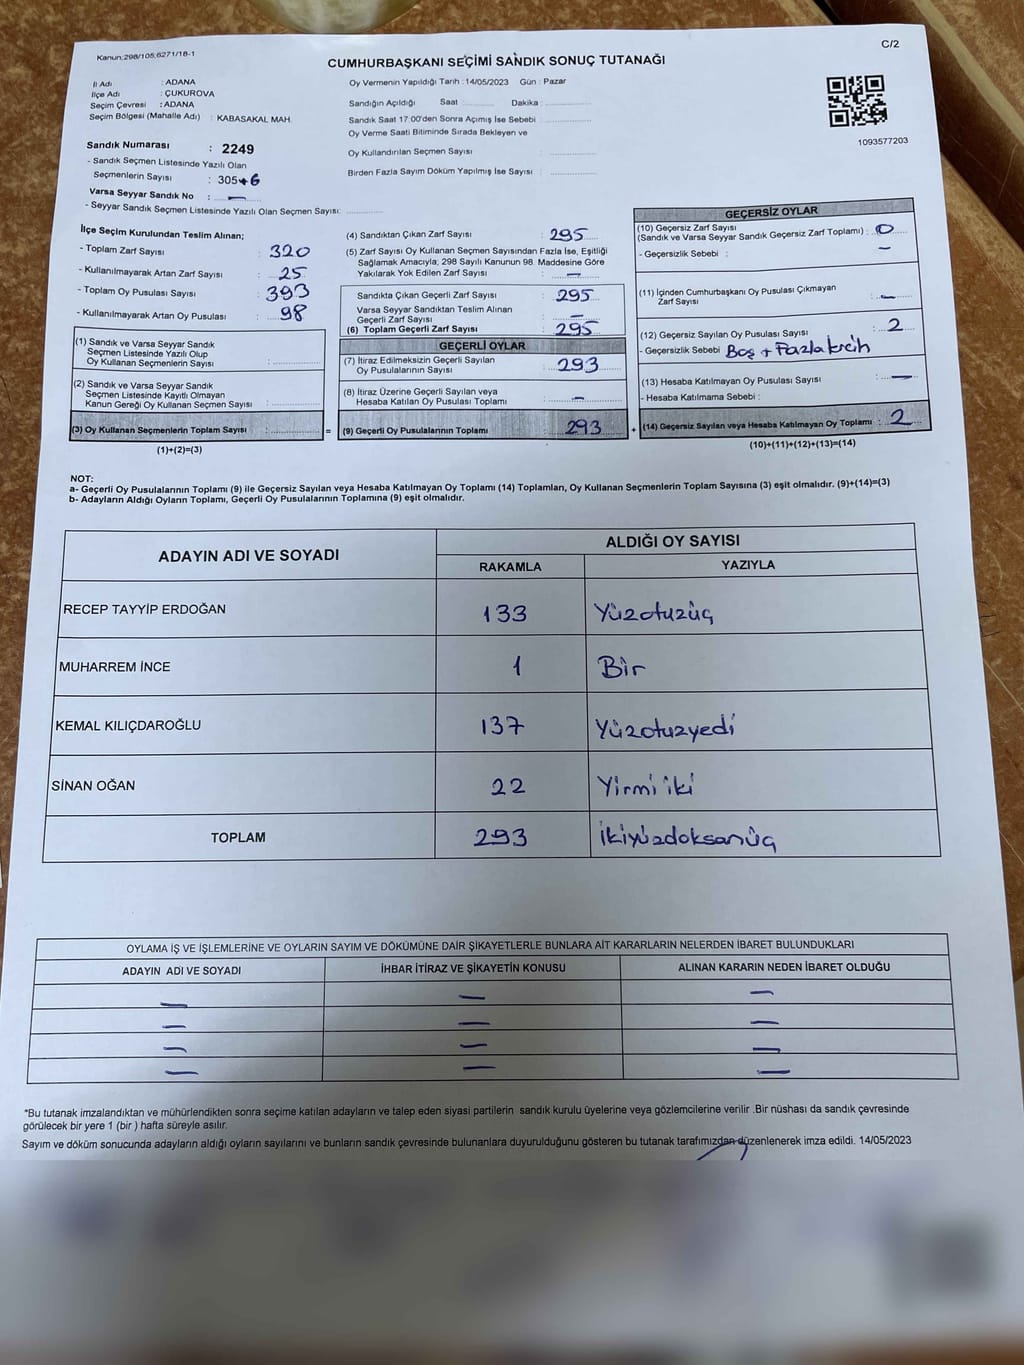 Kanun:298/105;6271/18-1
C/2
CUMHURBAŞKANI SEÇİMİ SANDIK SONUÇ TUTANAĞI
İl Adı : ADANA
İlçe Adı : ÇUKUROVA
Seçim Çevresi : ADANA
Seçim Bölgesi (Mahalle Adı) : KABASAKAL MAH.
Sandık Numarası : 2249
- Sandık Seçmen Listesinde Yazılı Olan
Seçmenlerin Sayısı : 305+6
Varsa Seyyar Sandık No : —
- Seyyar Sandık Seçmen Listesinde Yazılı Olan Seçmen Sayısı:
Oy Vermenin Yapıldığı Tarih : 14/05/2023 Gün : Pazar
Sandığın Açıldığı Saat : Dakika :
Sandık Saat 17:00'den Sonra Açımış İse Sebebi :
Oy Verme Saati Bitiminde Sırada Bekleyen ve
Oy Kullandırılan Seçmen Sayısı :
Birden Fazla Sayım Döküm Yapılmış İse Sayısı :
1093577203
İlçe Seçim Kurulundan Teslim Alınan;
- Toplam Zarf Sayısı : 320
- Kullanılmayarak Artan Zarf Sayısı : 25
- Toplam Oy Pusulası Sayısı : 393
- Kullanılmayarak Artan Oy Pusulası : 98
(1) Sandık ve Varsa Seyyar Sandık
Seçmen Listesinde Yazılı Olup
Oy Kullanan Seçmenlerin Sayısı :
(2) Sandık ve Varsa Seyyar Sandık
Seçmen Listesinde Kayıtlı Olmayan
Kanun Gereği Oy Kullanan Seçmen Sayısı :
(3) Oy Kullanan Seçmenlerin Toplam Sayısı :
(1)+(2)=(3)
=
(4) Sandıktan Çıkan Zarf Sayısı : 295
(5) Zarf Sayısı Oy Kullanan Seçmen Sayısından Fazla İse, Eşitliği
Sağlamak Amacıyla; 298 Sayılı Kanunun 98. Maddesine Göre
Yakılarak Yok Edilen Zarf Sayısı : —
Sandıkta Çıkan Geçerli Zarf Sayısı : 295
Varsa Seyyar Sandıktan Teslim Alınan
Geçerli Zarf Sayısı : —
(6) Toplam Geçerli Zarf Sayısı : 295
GEÇERLİ OYLAR
(7) İtiraz Edilmeksizin Geçerli Sayılan
Oy Pusulalarının Sayısı : 293
(8) İtiraz Üzerine Geçerli Sayılan veya
Hesaba Katılan Oy Pusulası Toplamı : —
(9) Geçerli Oy Pusulalarının Toplamı : 293
+
GEÇERSİZ OYLAR
(10) Geçersiz Zarf Sayısı
(Sandık ve Varsa Seyyar Sandık Geçersiz Zarf Toplamı) : 0
- Geçersizlik Sebebi : —
(11) İçinden Cumhurbaşkanı Oy Pusulası Çıkmayan
Zarf Sayısı : —
(12) Geçersiz Sayılan Oy Pusulası Sayısı : 2
- Geçersizlik Sebebi Boş + Fazla tercih
(13) Hesaba Katılmayan Oy Pusulası Sayısı : —
- Hesaba Katılmama Sebebi :
(14) Geçersiz Sayılan veya Hesaba Katılmayan Oy Toplamı : 2
(10)+(11)+(12)+(13)=(14)
NOT:
a- Geçerli Oy Pusulalarının Toplamı (9) ile Geçersiz Sayılan veya Hesaba Katılmayan Oy Toplamı (14) Toplamları, Oy Kullanan Seçmenlerin Toplam Sayısına (3) eşit olmalıdır. (9)+(14)=(3)
b- Adayların Aldığı Oyların Toplamı, Geçerli Oy Pusulalarının Toplamına (9) eşit olmalıdır.
ADAYIN ADI VE SOYADI
ALDIĞI OY SAYISI
RAKAMLA YAZIYLA
RECEP TAYYİP ERDOĞAN 133 Yüzotuzüç
MUHARREM İNCE 1 Bir
KEMAL KILIÇDAROĞLU 137 Yüzotuzyedi
SİNAN OĞAN 22 Yirmi iki
TOPLAM 293 İkiyüzdoksanüç
OYLAMA İŞ VE İŞLEMLERİNE VE OYLARIN SAYIM VE DÖKÜMÜNE DAİR ŞİKAYETLERLE BUNLARA AİT KARARLARIN NELERDEN İBARET BULUNDUKLARI
ADAYIN ADI VE SOYADI İHBAR İTİRAZ VE ŞİKAYETİN KONUSU ALINAN KARARIN NEDEN İBARET OLDUĞU
— — —
— — —
— — —
— — —
*Bu tutanak imzalandıktan ve mühürlendikten sonra seçime katılan adayların ve talep eden siyasi partilerin sandık kurulu üyelerine veya gözlemcilerine verilir .Bir nüshası da sandık çevresinde
görülecek bir yere 1 (bir ) hafta süreyle asılır.
Sayım ve döküm sonucunda adayların aldığı oyların sayılarını ve bunların sandık çevresinde bulunanlara duyurulduğunu gösteren bu tutanak tarafımızdan düzenlenerek imza edildi. 14/05/2023